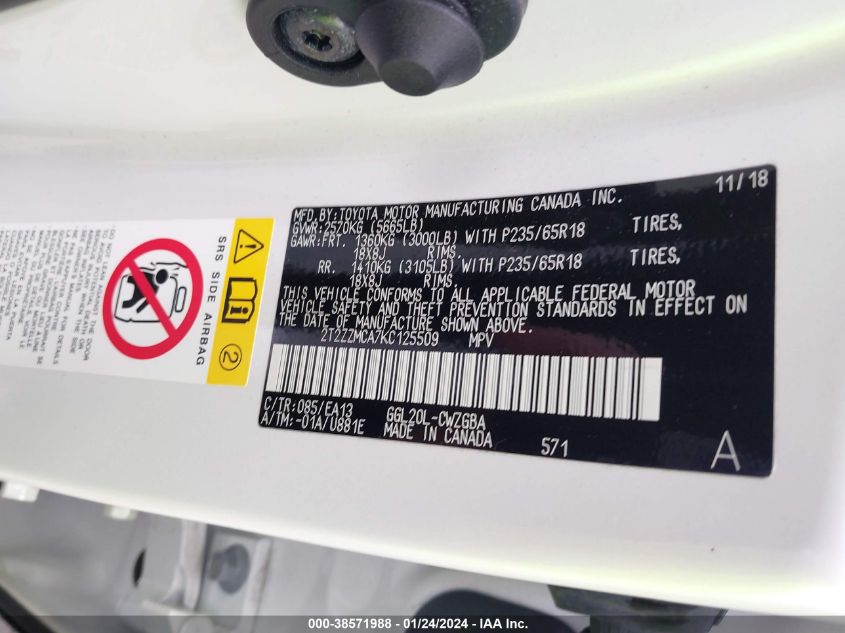 11/18
MFD.BY:TOYOTA MOTOR MANUFACTURING CANADA INC.
GVWR:2570KG (5665LB)
GAWR:FRT. 1360KG (3000LB) WITH P235/65R18 TIRES,
18X8J RIMS.
RR. 1410KG (3105LB) WITH P235/65R18 TIRES,
18X8J RIMS.
THIS VEHICLE CONFORMS TO ALL APPLICABLE FEDERAL MOTOR
VEHICLE SAFETY AND THEFT PREVENTION STANDARDS IN EFFECT ON
THE DATE OF MANUFACTURE SHOWN ABOVE.
2T2ZZMCA7KC125509 MPV
C/TR:085/EA13 GGL20L-CWZGBA
A/TM:-01A/U881E MADE IN CANADA
571
A
SRS SIDE AIRBAG
2
000-38571988 - 01/24/2024 - IAA Inc.